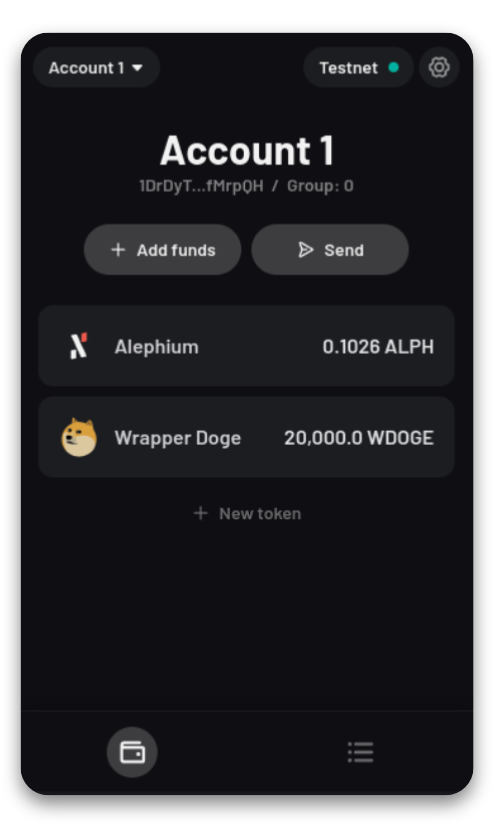 Account 1
Testnet
Account 1
1DrDyT...fMrpQH / Group: 0
Add funds
Send
Alephium 0.1026 ALPH
Wrapper Doge 20,000.0 WDOGE
+ New token